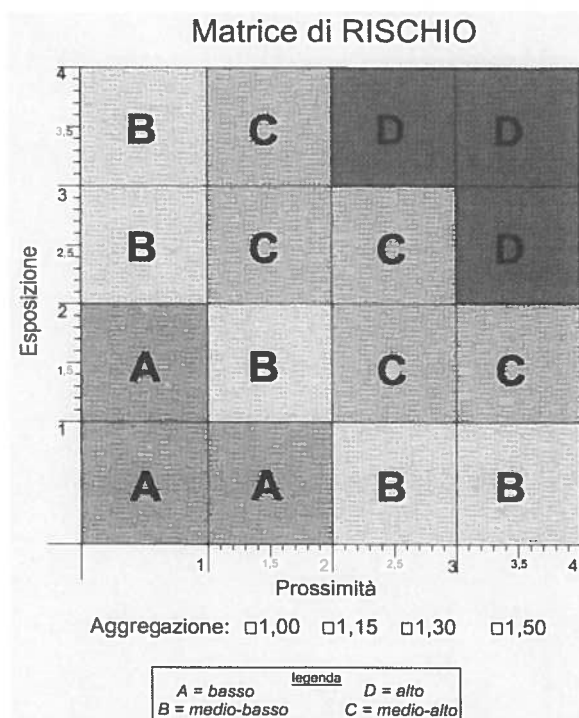 Matrice di RISCHIO
4
B C D D
3,5
3
B C C D
2,5
Esposizione
2
A B C C
1,5
1
A A B B
1 1,5 2 2,5 3 3,5 4
Prossimità
Aggregazione: □1,00 □1,15 □1,30 □1,50
legenda
A = basso D = alto
B = medio-basso C = medio-alto